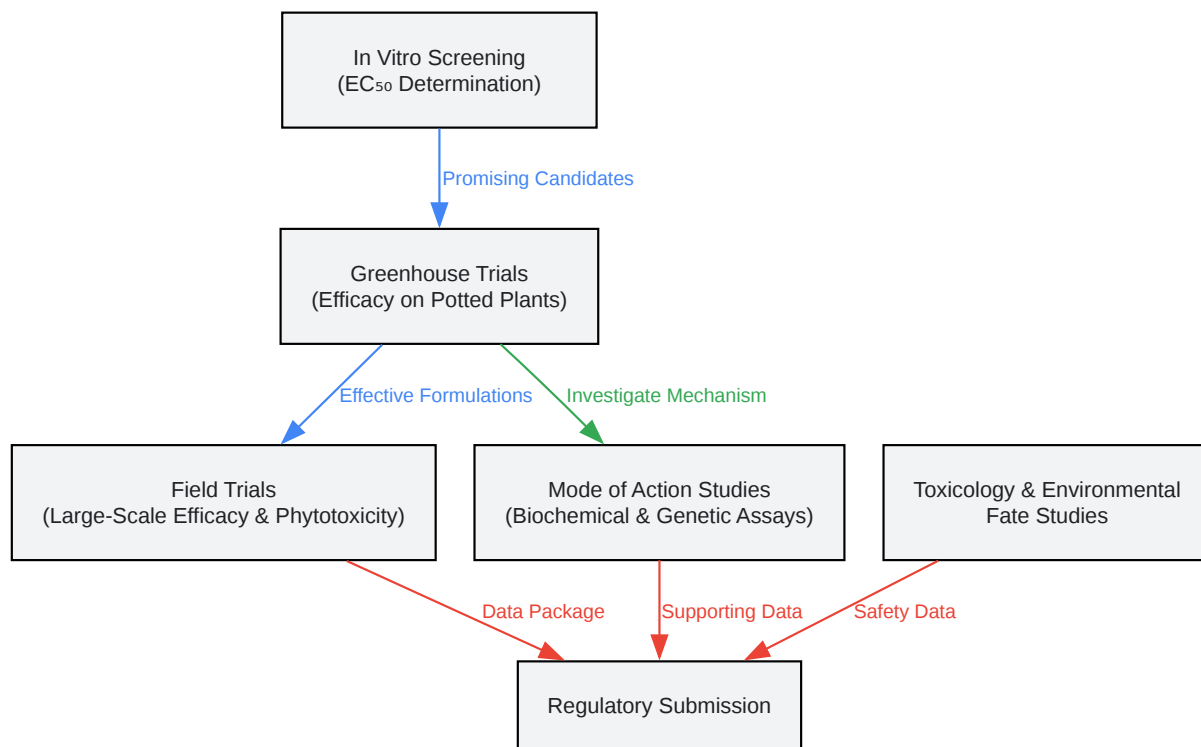 In Vitro Screening
(EC₅₀ Determination)
Promising Candidates
Greenhouse Trials
(Efficacy on Potted Plants)
Effective Formulations
Investigate Mechanism
Field Trials
(Large-Scale Efficacy & Phytotoxicity)
Mode of Action Studies
(Biochemical & Genetic Assays)
Toxicology & Environmental
Fate Studies
Data Package
Supporting Data
Safety Data
Regulatory Submission